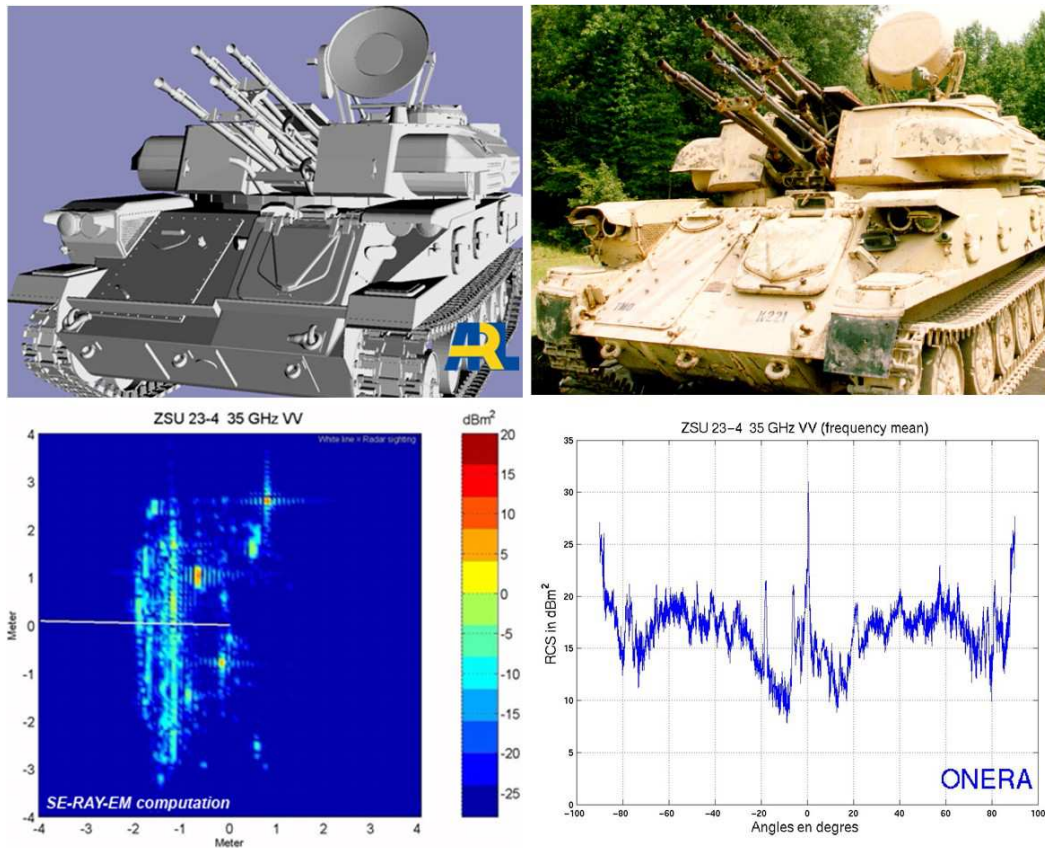 ARL
K221
ZSU 23-4 35 GHz VV
dBm²
White line = Radar sighting
4
3
2
1
0
-1
-2
-3
-4
Meter
-4 -3 -2 -1 0 1 2 3 4
Meter
SE-RAY-EM computation
20
15
10
5
0
-5
-10
-15
-20
-25
ZSU 23-4 35 GHz VV (frequency mean)
35
30
25
20
15
10
5
0
RCS in dBm²
-100 -80 -60 -40 -20 0 20 40 60 80 100
Angles en degres
ONERA